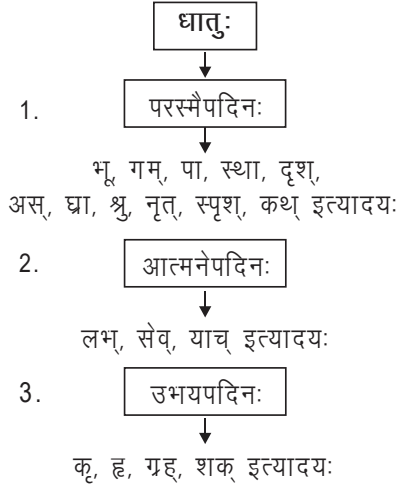 धातुः
1. परस्मैपदिनः
भू, गम्, पा, स्था, दृश्,
अस्, घ्रा, श्रु, नृत्, स्पृश्, कथ् इत्यादयः
2. आत्मनेपदिनः
लभ्, सेव्, याच् इत्यादयः
3. उभयपदिनः
कृ, हृ, ग्रह्, शक् इत्यादयः